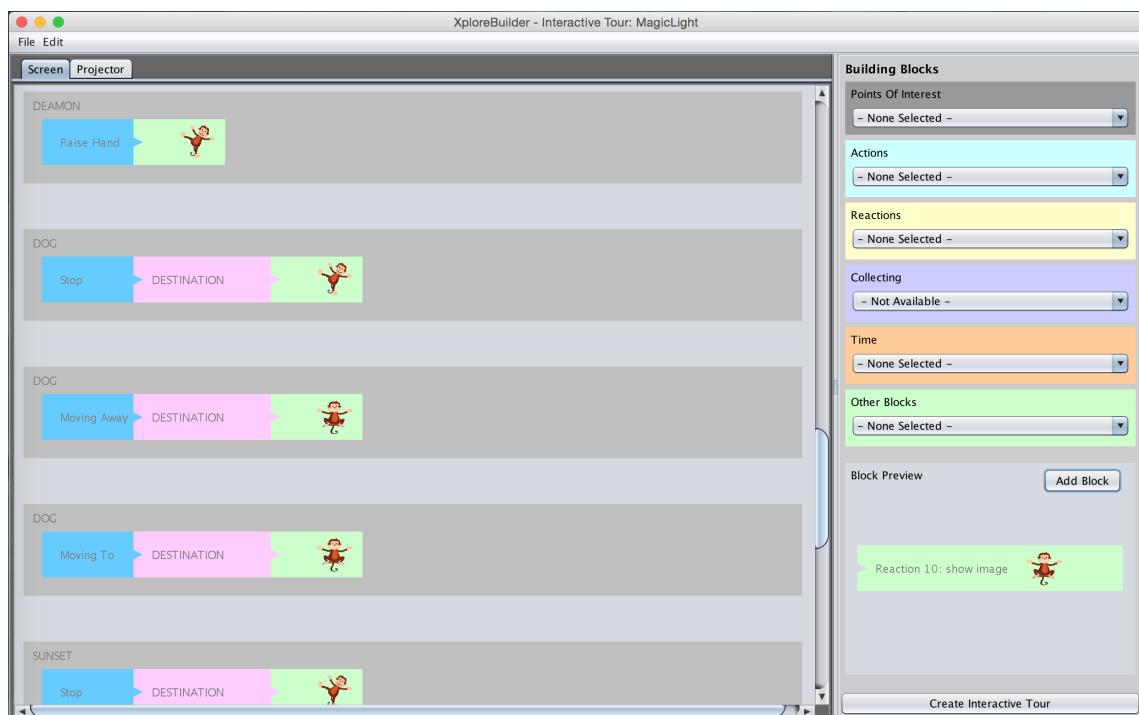 XploreBuilder - Interactive Tour: MagicLight
File Edit
Screen Projector
DEAMON
Raise Hand
DOG
Stop DESTINATION
DOG
Moving Away DESTINATION
DOG
Moving To DESTINATION
SUNSET
Stop DESTINATION
Building Blocks
Points Of Interest
- None Selected -
Actions
- None Selected -
Reactions
- None Selected -
Collecting
- Not Available -
Time
- None Selected -
Other Blocks
- None Selected -
Block Preview Add Block
Reaction 10: show image
Create Interactive Tour